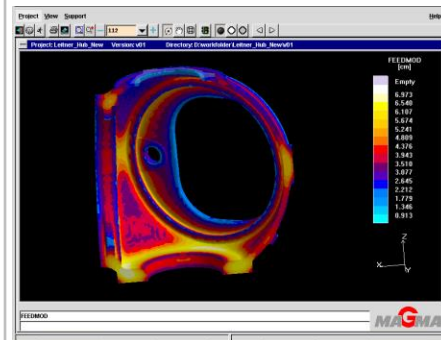 Project View Support Help
112
Project: Leitner_Hub_New Version: v01 Directory: D:\workfolder\Leitner_Hub_New\v01
FEEDMOD
[cm]
Empty
6.973
6.540
6.107
5.674
5.241
4.809
4.376
3.943
3.510
3.077
2.645
2.212
1.779
1.346
0.913
Z
X
Y
FEEDMOD
MAGMA